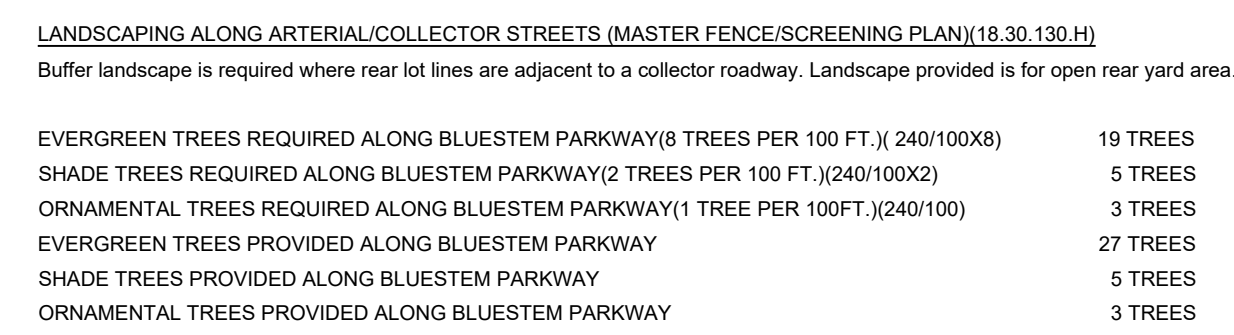 LANDSCAPING ALONG ARTERIAL/COLLECTOR STREETS (MASTER FENCE/SCREENING PLAN)(18.30.130.H)
Buffer landscape is required where rear lot lines are adjacent to a collector roadway. Landscape provided is for open rear yard area.
EVERGREEN TREES REQUIRED ALONG BLUESTEM PARKWAY(8 TREES PER 100 FT.)( 240/100X8) 19 TREES
SHADE TREES REQUIRED ALONG BLUESTEM PARKWAY(2 TREES PER 100 FT.)(240/100X2) 5 TREES
ORNAMENTAL TREES REQUIRED ALONG BLUESTEM PARKWAY(1 TREE PER 100FT.)(240/100) 3 TREES
EVERGREEN TREES PROVIDED ALONG BLUESTEM PARKWAY 27 TREES
SHADE TREES PROVIDED ALONG BLUESTEM PARKWAY 5 TREES
ORNAMENTAL TREES PROVIDED ALONG BLUESTEM PARKWAY 3 TREES